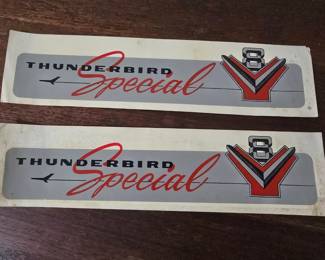 THUNDERBIRD
Special
8
V
THUNDERBIRD
Special
8
V